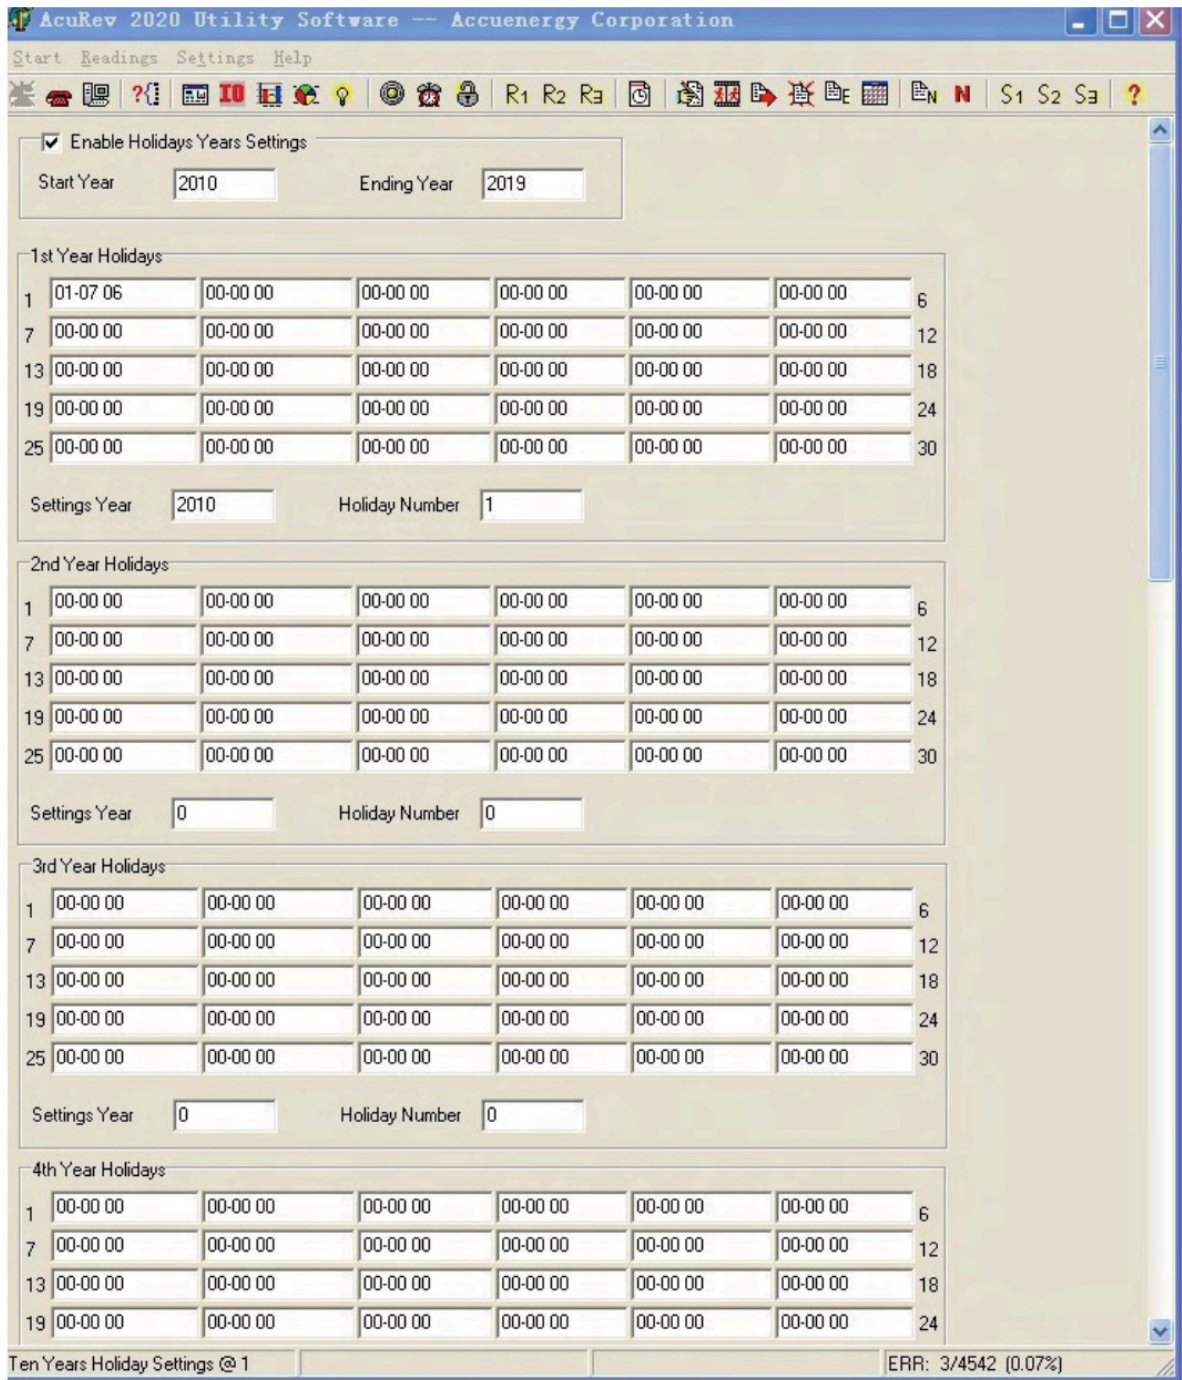 AcuRev 2020 Utility Software -- Accuenergy Corporation
Start Readings Settings Help
?{} IO R1 R2 R3 E N N S1 S2 S3 ?
Enable Holidays Years Settings
Start Year 2010 Ending Year 2019
1st Year Holidays
1 01-07 06 00-00 00 00-00 00 00-00 00 00-00 00 00-00 00 6
7 00-00 00 00-00 00 00-00 00 00-00 00 00-00 00 00-00 00 12
13 00-00 00 00-00 00 00-00 00 00-00 00 00-00 00 00-00 00 18
19 00-00 00 00-00 00 00-00 00 00-00 00 00-00 00 00-00 00 24
25 00-00 00 00-00 00 00-00 00 00-00 00 00-00 00 00-00 00 30
Settings Year 2010 Holiday Number 1
2nd Year Holidays
1 00-00 00 00-00 00 00-00 00 00-00 00 00-00 00 00-00 00 6
7 00-00 00 00-00 00 00-00 00 00-00 00 00-00 00 00-00 00 12
13 00-00 00 00-00 00 00-00 00 00-00 00 00-00 00 00-00 00 18
19 00-00 00 00-00 00 00-00 00 00-00 00 00-00 00 00-00 00 24
25 00-00 00 00-00 00 00-00 00 00-00 00 00-00 00 00-00 00 30
Settings Year 0 Holiday Number 0
3rd Year Holidays
1 00-00 00 00-00 00 00-00 00 00-00 00 00-00 00 00-00 00 6
7 00-00 00 00-00 00 00-00 00 00-00 00 00-00 00 00-00 00 12
13 00-00 00 00-00 00 00-00 00 00-00 00 00-00 00 00-00 00 18
19 00-00 00 00-00 00 00-00 00 00-00 00 00-00 00 00-00 00 24
25 00-00 00 00-00 00 00-00 00 00-00 00 00-00 00 00-00 00 30
Settings Year 0 Holiday Number 0
4th Year Holidays
1 00-00 00 00-00 00 00-00 00 00-00 00 00-00 00 00-00 00 6
7 00-00 00 00-00 00 00-00 00 00-00 00 00-00 00 00-00 00 12
13 00-00 00 00-00 00 00-00 00 00-00 00 00-00 00 00-00 00 18
19 00-00 00 00-00 00 00-00 00 00-00 00 00-00 00 00-00 00 24
Ten Years Holiday Settings @ 1 ERR: 3/4542 (0.07%)